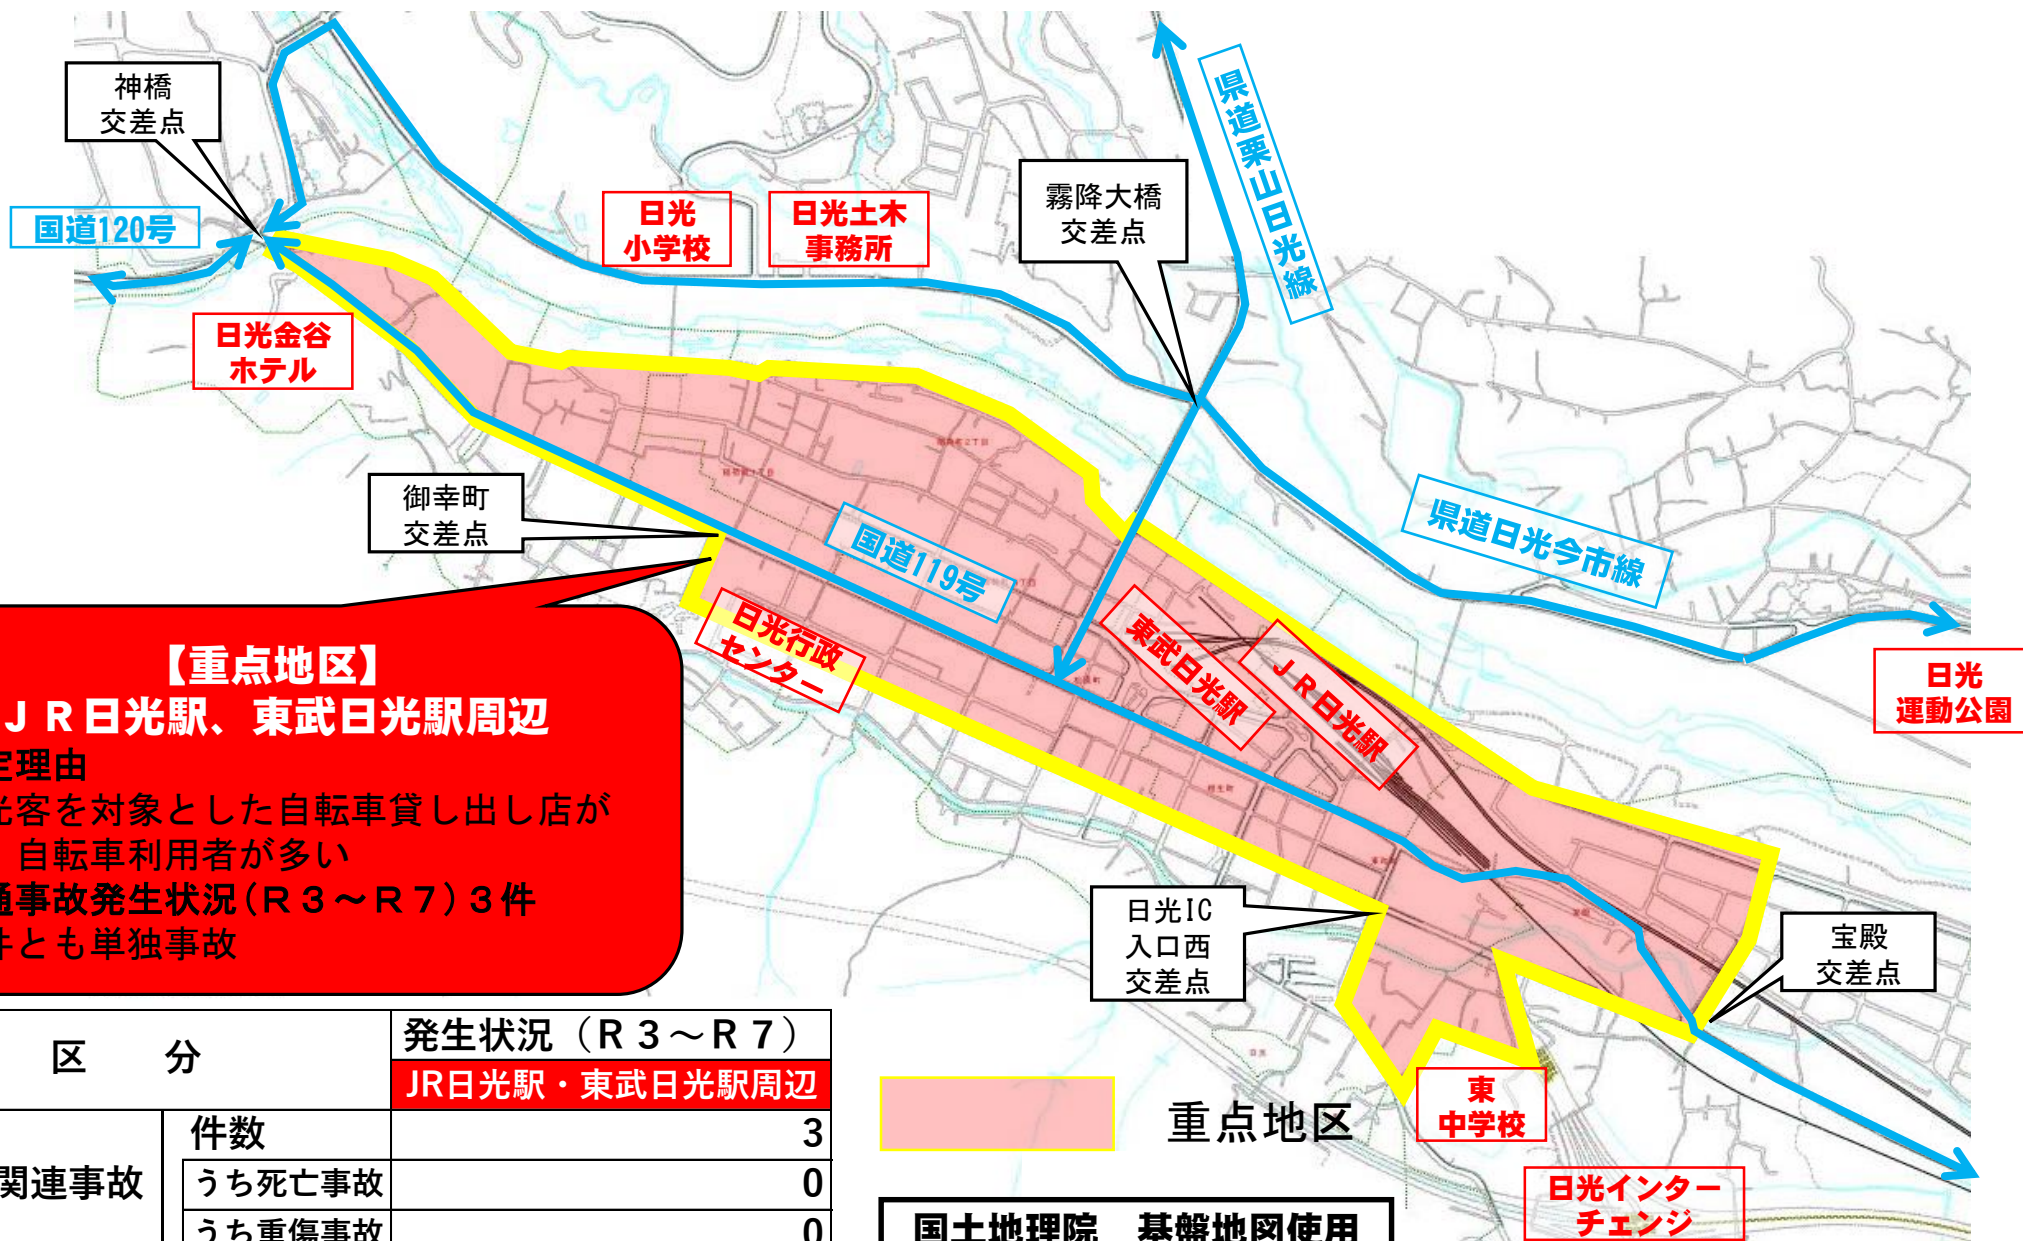 神橋
交差点
国道120号
日光
小学校
日光土木
事務所
霧降大橋
交差点
県道栗山日光線
日光金谷
ホテル
御幸町
交差点
国道119号
県道日光今市線
日光行政
センター
東武日光駅
JR日光駅
日光
運動公園
【重点地区】
JR日光駅、東武日光駅周辺
定理由
光客を対象とした自転車貸し出し店が
自転車利用者が多い
通事故発生状況(R3~R7)3件
件とも単独事故
日光IC
入口西
交差点
宝殿
交差点
東
中学校
日光インター
チェンジ
区 分
発生状況(R3~R7)
JR日光駅・東武日光駅周辺
関連事故
件数 3
うち死亡事故 0
うち重傷事故 0
重点地区
国土地理院 基盤地図使用